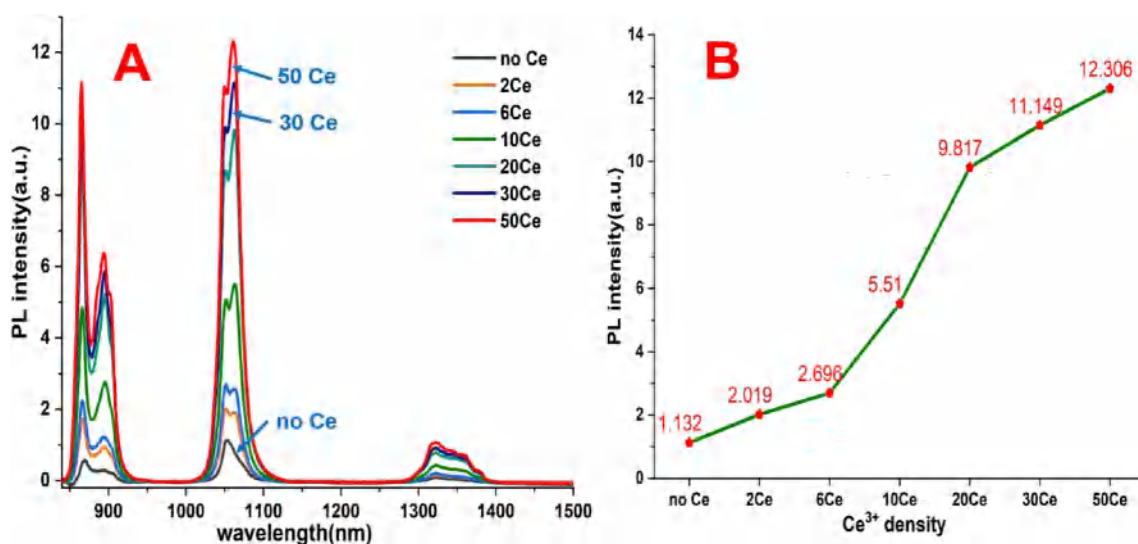 A
PL intensity(a.u.)
12
10
8
6
4
2
0
900
1000
1100
1200
1300
1400
1500
wavelength(nm)
50 Ce
30 Ce
no Ce
no Ce
2Ce
6Ce
10Ce
20Ce
30Ce
50Ce
B
PL intensity(a.u.)
14
12
10
8
6
4
2
0
1.132
2.019
2.696
5.51
9.817
11.149
12.306
no Ce
2Ce
6Ce
10Ce
20Ce
30Ce
50Ce
Ce³⁺ density